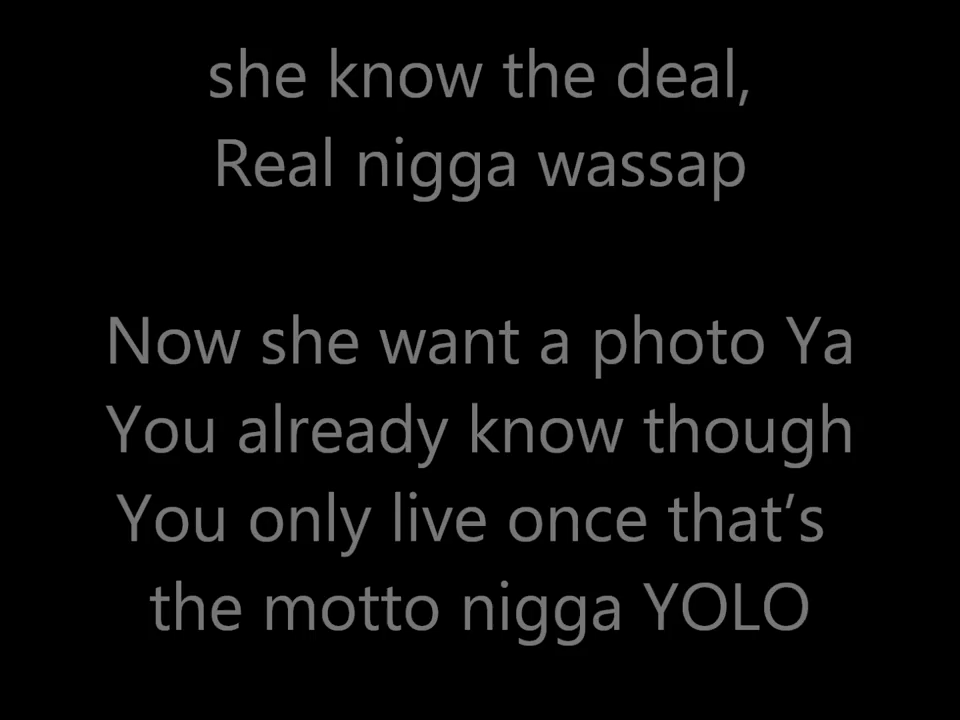 she know the deal,
Real nigga wassap
Now she want a photo Ya
You already know though
You only live once that’s
the motto nigga YOLO